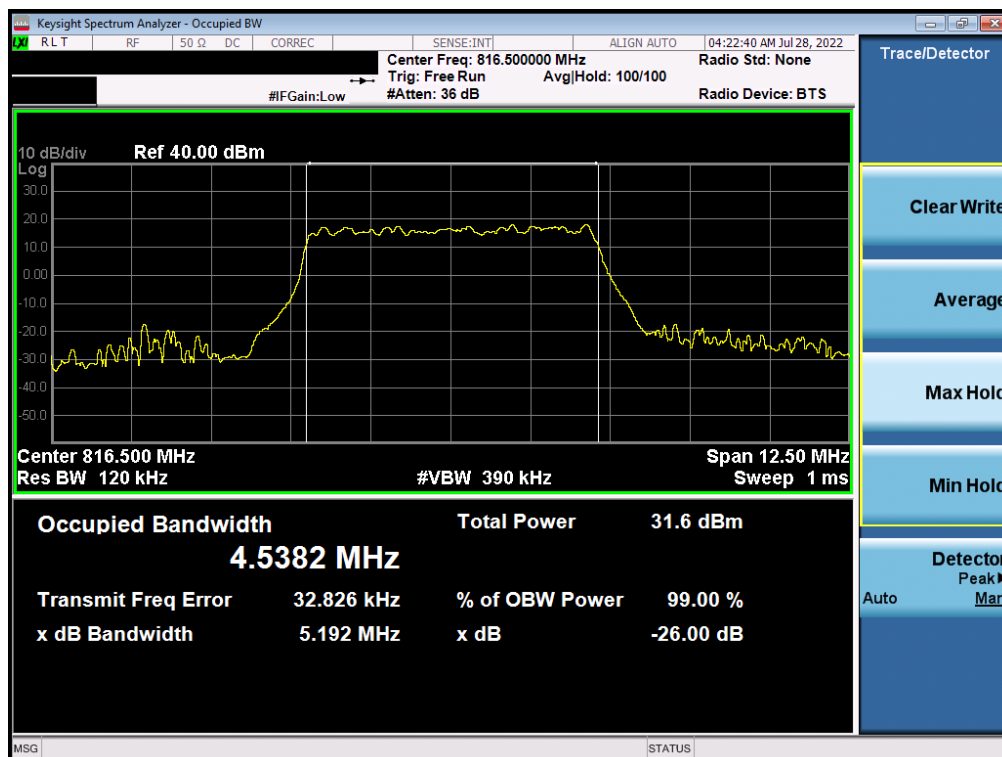 Keysight Spectrum Analyzer - Occupied BW
LXI R L T RF 50 Ω DC CORREC SENSE:INT ALIGN AUTO 04:22:40 AM Jul 28, 2022
Center Freq: 816.500000 MHz Radio Std: None
Trig: Free Run Avg|Hold: 100/100
#IFGain:Low #Atten: 36 dB Radio Device: BTS
10 dB/div Ref 40.00 dBm
Log
30.0
20.0
10.0
0.00
-10.0
-20.0
-30.0
-40.0
-50.0
Center 816.500 MHz Span 12.50 MHz
Res BW 120 kHz #VBW 390 kHz Sweep 1 ms
Occupied Bandwidth Total Power 31.6 dBm
4.5382 MHz
Transmit Freq Error 32.826 kHz % of OBW Power 99.00 %
x dB Bandwidth 5.192 MHz x dB -26.00 dB
MSG STATUS
Trace/Detector
Clear Write
Average
Max Hold
Min Hold
Detector
Peak
Auto Man